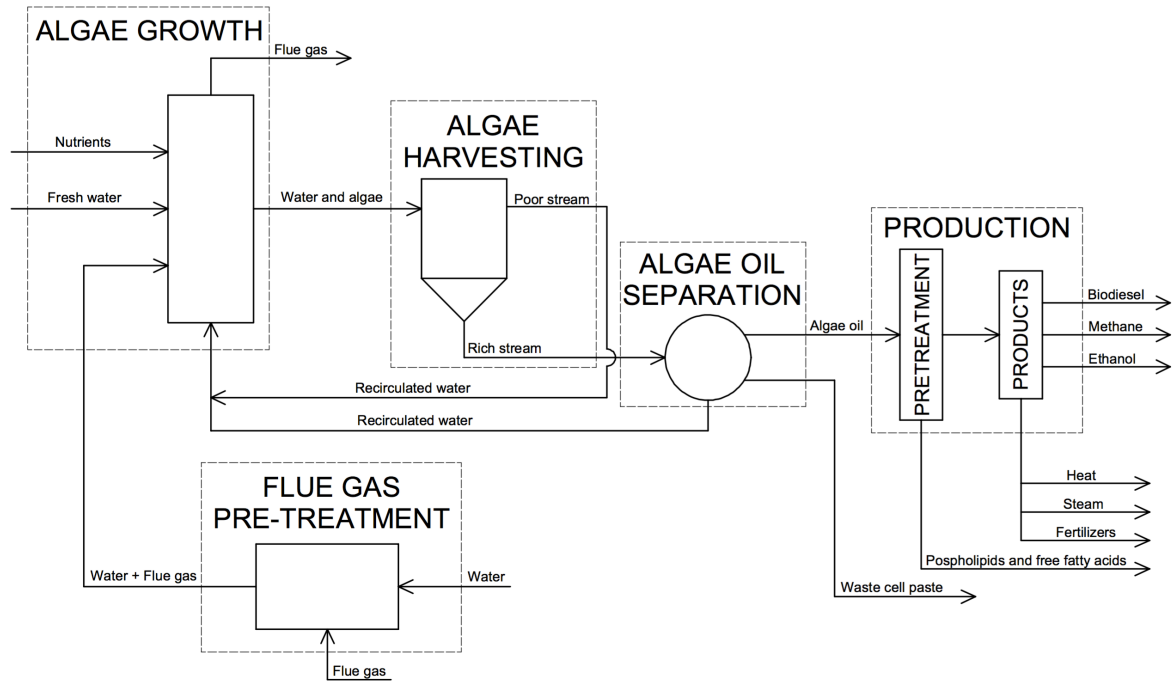 ALGAE GROWTH
Flue gas
Nutrients
Fresh water
Water and algae
ALGAE
HARVESTING
Poor stream
Rich stream
ALGAE OIL
SEPARATION
PRODUCTION
PRETREATMENT
PRODUCTS
Algae oil
Biodiesel
Methane
Ethanol
Recirculated water
Recirculated water
FLUE GAS
PRE-TREATMENT
Water + Flue gas
Water
Flue gas
Heat
Steam
Fertilizers
Pospholipids and free fatty acids
Waste cell paste